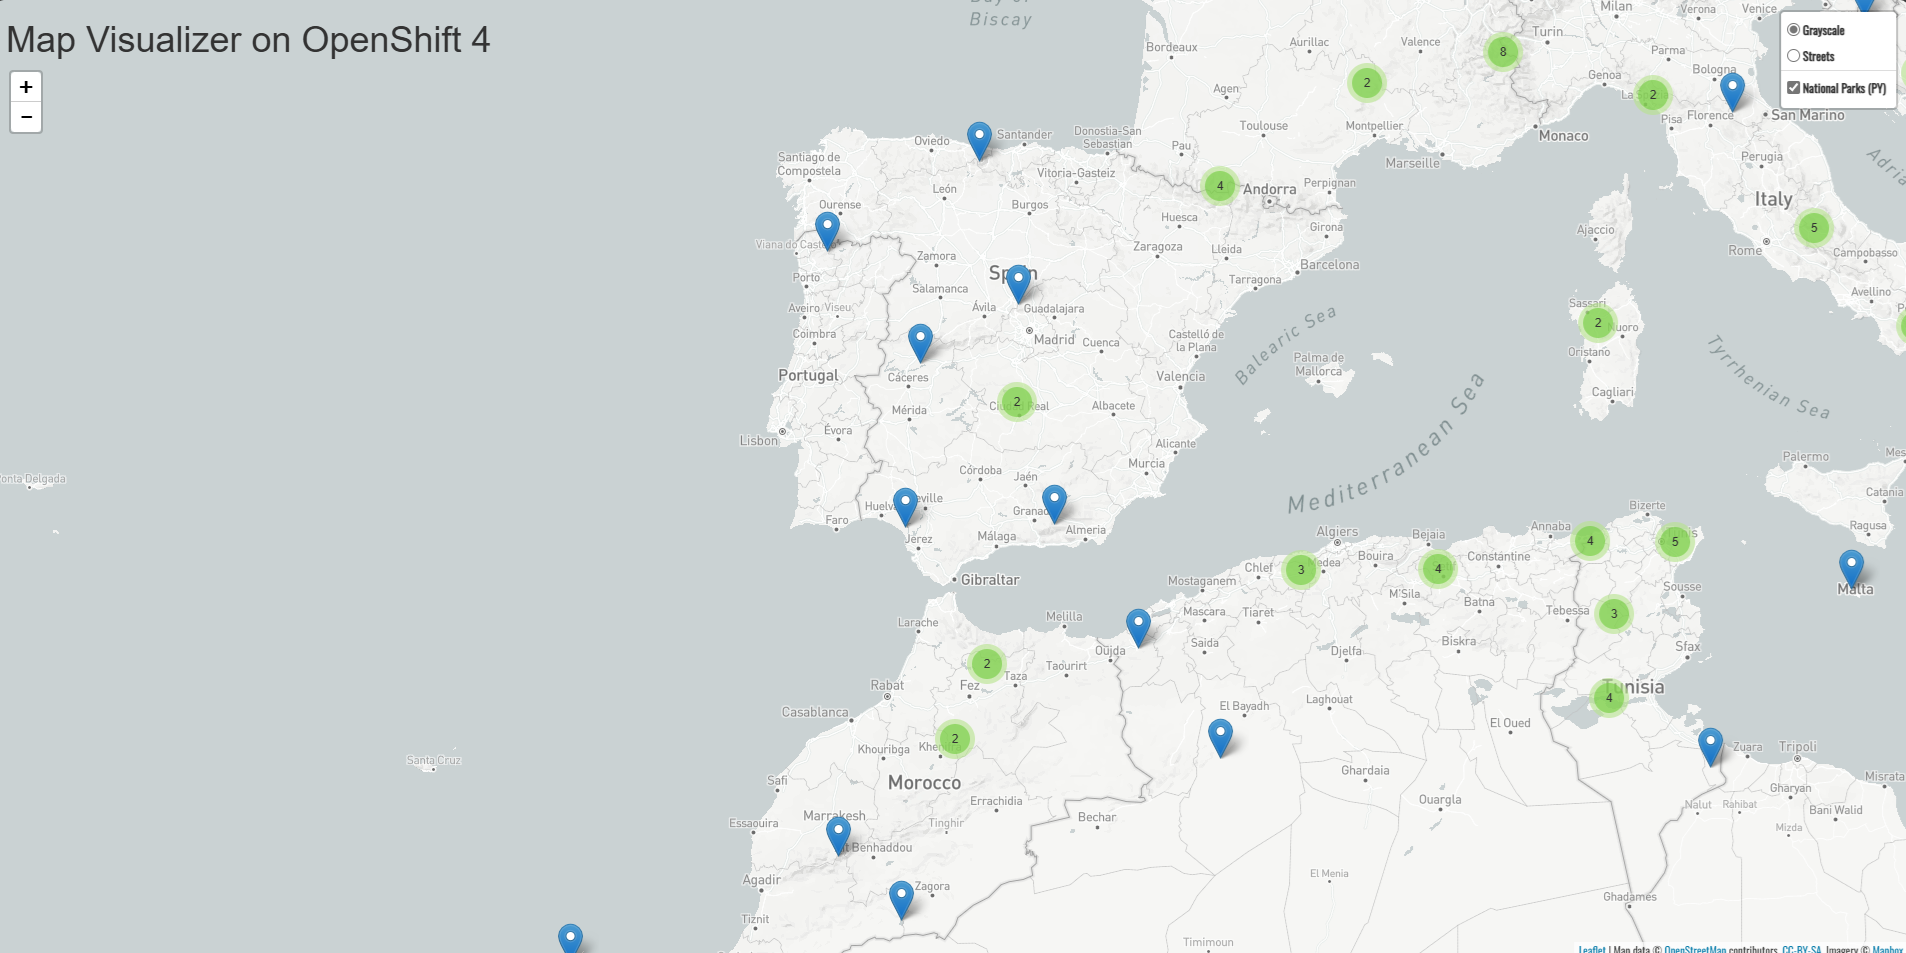 Bay of
Biscay
Map Visualizer on OpenShift 4
+
−
Grayscale
Streets
National Parks (PY)
Milan
Verona
Venice
Bordeaux
Aurillac
Valence
8
Turin
Parma
Bologna
Genoa
2
Agen
2
Toulouse
Montpellier
Pisa
Florence
San Marino
Monaco
Marseille
Oviedo
Santander
Donostia-San
Sebastian
Pau
Perugia
Adria
Santiago de
Compostela
Vitoria-Gasteiz
4
Andorra
Perpignan
León
Italy
Ourense
Burgos
Huesca
Girona
Ajaccio
5
Viana do Castelo
Zaragoza
Lleida
Rome
Campobasso
Zamora
Spain
Barcelona
Porto
Tarragona
Salamanca
Avellino
Aveiro
Viseu
Ávila
Guadalajara
Balearic Sea
Sassari
2
Nuoro
Coimbra
Madrid
Cuenca
Castelló de
la Plana
Oristano
Tyrrhenian Sea
Palma de
Mallorca
Portugal
Cáceres
Valencia
Cagliari
Mérida
2
Ciudad Real
Albacete
Mediterranean Sea
Lisbon
Évora
Alicante
Murcia
Palermo
Mes
Ponta Delgada
Córdoba
Jaén
Catania
Huelva
eville
Granad
Bizerte
Faro
Almeria
Ragusa
Jerez
Málaga
Algiers
Bejaia
Annaba
4
5
nis
Gibraltar
Chlef
3
Medea
Bouira
4
Constantine
Mostaganem
Malta
Sousse
M'Sila
Batna
Tebessa
3
Larache
Melilla
Mascara
Tiaret
Oujda
Saida
Djelfa
Biskra
Sfax
2
Taourirt
Fez
Taza
Rabat
Tunisia
4
El Bayadh
Laghouat
Casablanca
El Oued
Khouribga
Khenifra
2
Zuara
Tripoli
Santa Cruz
Safi
Morocco
Ghardaia
Misrata
Gharyan
Errachidia
Ouargla
Nalut
Rahibat
Bani Walid
Essaouira
Marrakesh
Tinghir
Bechar
Mizda
it Benhaddou
Agadir
Zagora
El Menia
Ghadames
Tiznit
Timimoun
Leaflet | Map data © OpenStreetMap contributors, CC-BY-SA, Imagery © Mapbox